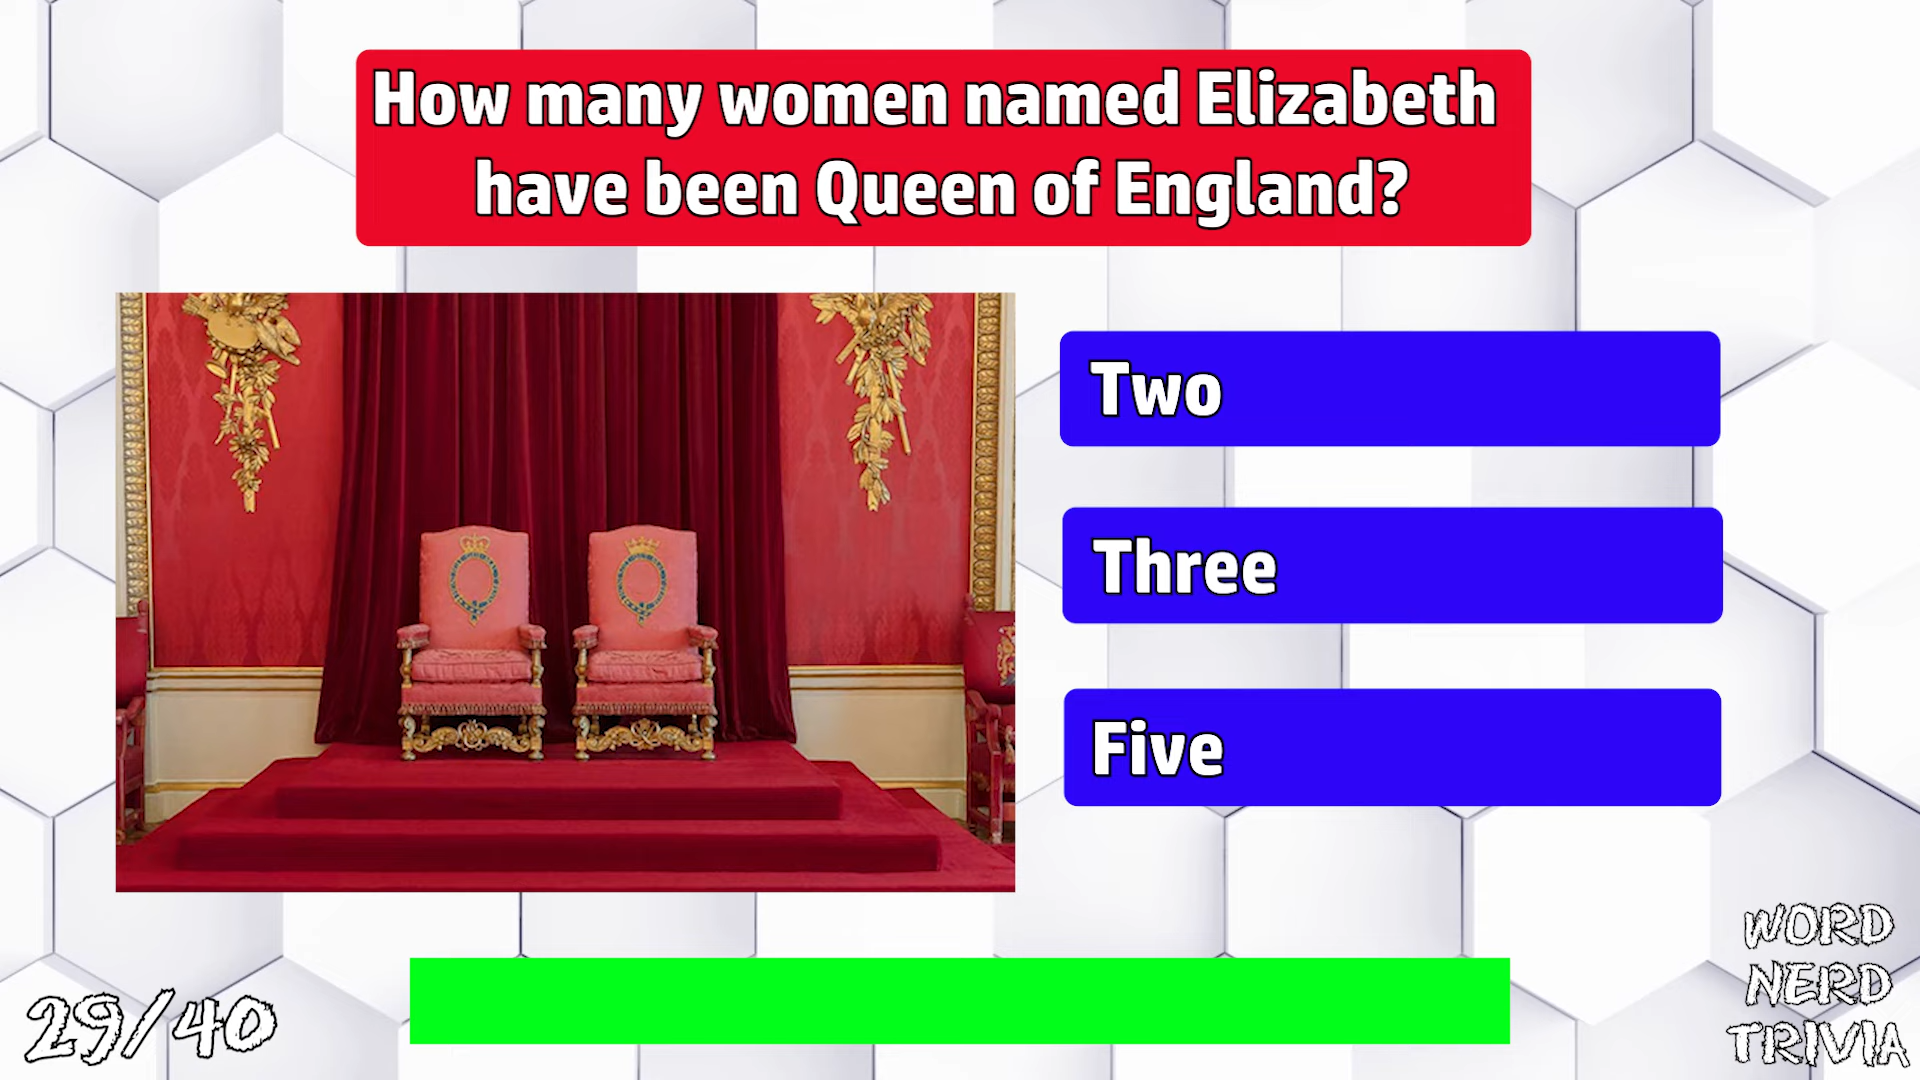 How many women named Elizabeth
have been Queen of England?
Two
Three
Five
29/40
WORD
NERD
TRIVIA